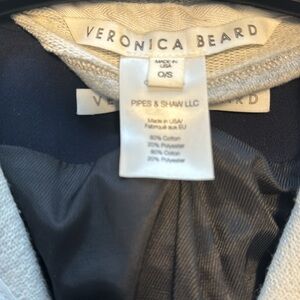 VERONICA BEARD
MADE IN
USA
O/S
VE
ARD
PIPES & SHAW LLC
Made in USA/
Fabriqué aux EU
80% Cotton
20% Polyester
80% Coton
20% Polyester